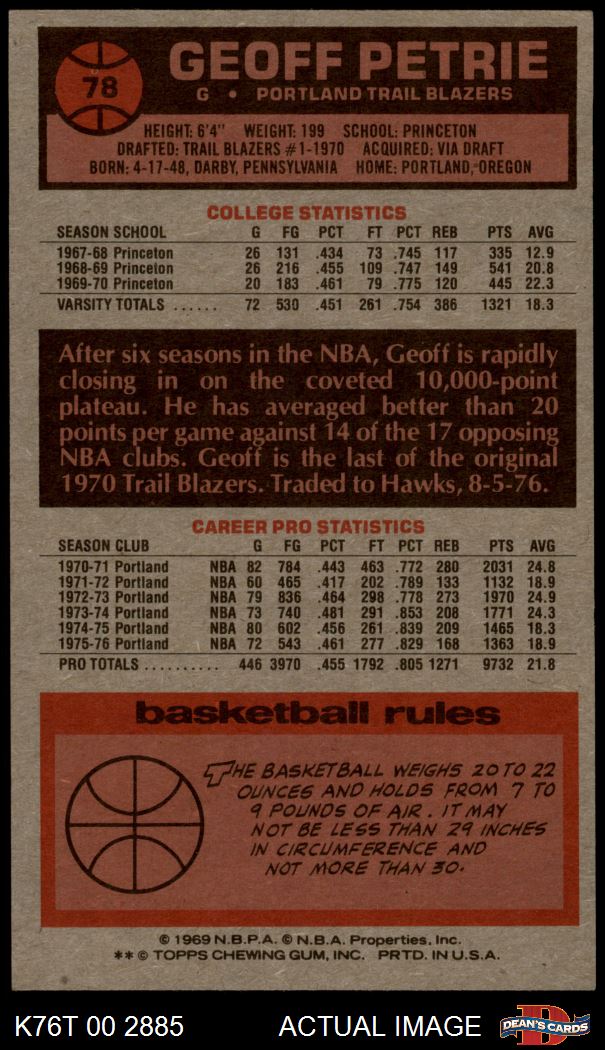 78
GEOFF PETRIE
G • PORTLAND TRAIL BLAZERS
HEIGHT: 6'4" WEIGHT: 199 SCHOOL: PRINCETON
DRAFTED: TRAIL BLAZERS #1-1970 ACQUIRED: VIA DRAFT
BORN: 4-17-48, DARBY, PENNSYLVANIA HOME: PORTLAND, OREGON
COLLEGE STATISTICS
SEASON SCHOOL G FG PCT FT PCT REB PTS AVG
1967-68 Princeton 26 131 .434 73 .745 117 335 12.9
1968-69 Princeton 26 216 .455 109 .747 149 541 20.8
1969-70 Princeton 20 183 .461 79 .775 120 445 22.3
VARSITY TOTALS ...... 72 530 .451 261 .754 386 1321 18.3
After six seasons in the NBA, Geoff is rapidly
closing in on the coveted 10,000-point
plateau. He has averaged better than 20
points per game against 14 of the 17 opposing
NBA clubs. Geoff is the last of the original
1970 Trail Blazers. Traded to Hawks, 8-5-76.
CAREER PRO STATISTICS
SEASON CLUB G FG PCT FT PCT REB PTS AVG
1970-71 Portland NBA 82 784 .443 463 .772 280 2031 24.8
1971-72 Portland NBA 60 465 .417 202 .789 133 1132 18.9
1972-73 Portland NBA 79 836 .464 298 .778 273 1970 24.9
1973-74 Portland NBA 73 740 .481 291 .853 208 1771 24.3
1974-75 Portland NBA 80 602 .456 261 .839 209 1465 18.3
1975-76 Portland NBA 72 543 .461 277 .829 168 1363 18.9
PRO TOTALS .......... 446 3970 .455 1792 .805 1271 9732 21.8
basketball rules
THE BASKETBALL WEIGHS 20 TO 22
OUNCES AND HOLDS FROM 7 TO
9 POUNDS OF AIR. IT MAY
NOT BE LESS THAN 29 INCHES
IN CIRCUMFERENCE AND
NOT MORE THAN 30.
© 1969 N.B.P.A. © N.B.A. Properties, Inc.
** © TOPPS CHEWING GUM, INC. PRTD. IN U.S.A.
K76T 00 2885 ACTUAL IMAGE
D
DEAN'S CARDS